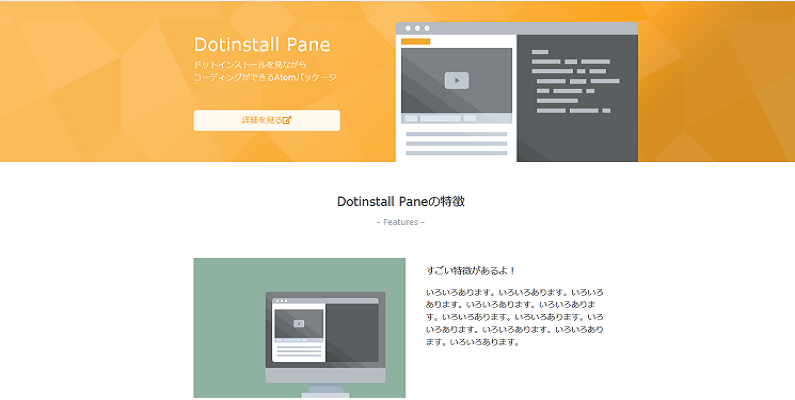 Dotinstall Pane
ドットインストールを見ながら
コーディングができるAtomパッケージ
詳細を見る
Dotinstall Paneの特徴
– Features –
すごい特徴があるよ！
いろいろあります。いろいろあります。いろいろ
あります。いろいろあります。いろいろありま
す。いろいろあります。いろいろあります。いろ
いろあります。いろいろあります。いろいろあり
ます。いろいろあります。